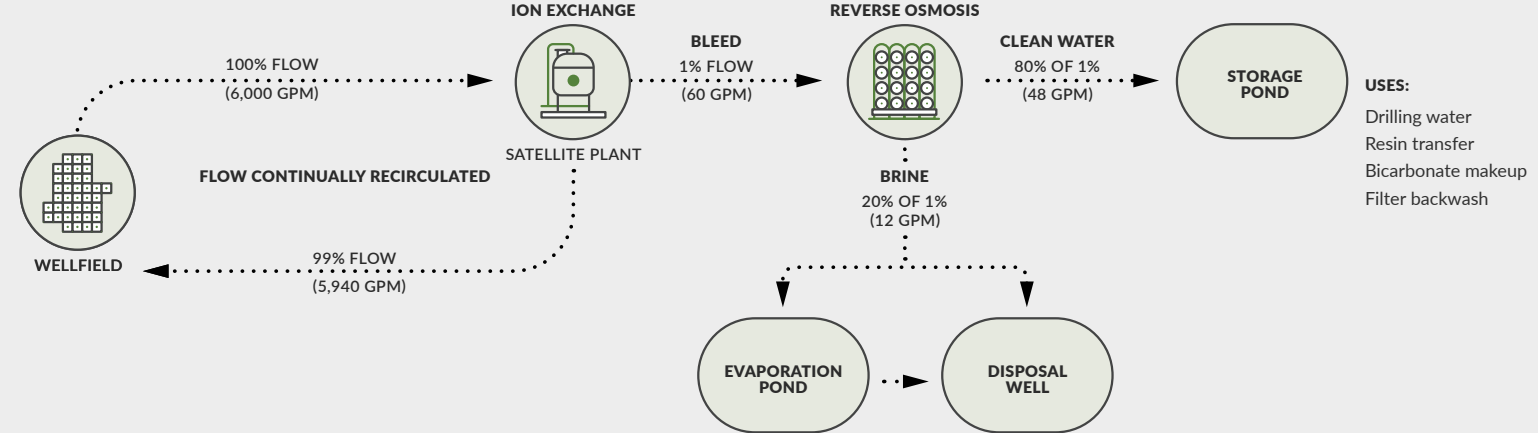 ION EXCHANGE
REVERSE OSMOSIS
BLEED
CLEAN WATER
100% FLOW
(6,000 GPM)
1% FLOW
(60 GPM)
80% OF 1%
(48 GPM)
STORAGE
POND
USES:
Drilling water
Resin transfer
Bicarbonate makeup
Filter backwash
SATELLITE PLANT
FLOW CONTINUALLY RECIRCULATED
BRINE
20% OF 1%
(12 GPM)
WELLFIELD
99% FLOW
(5,940 GPM)
EVAPORATION
POND
DISPOSAL
WELL